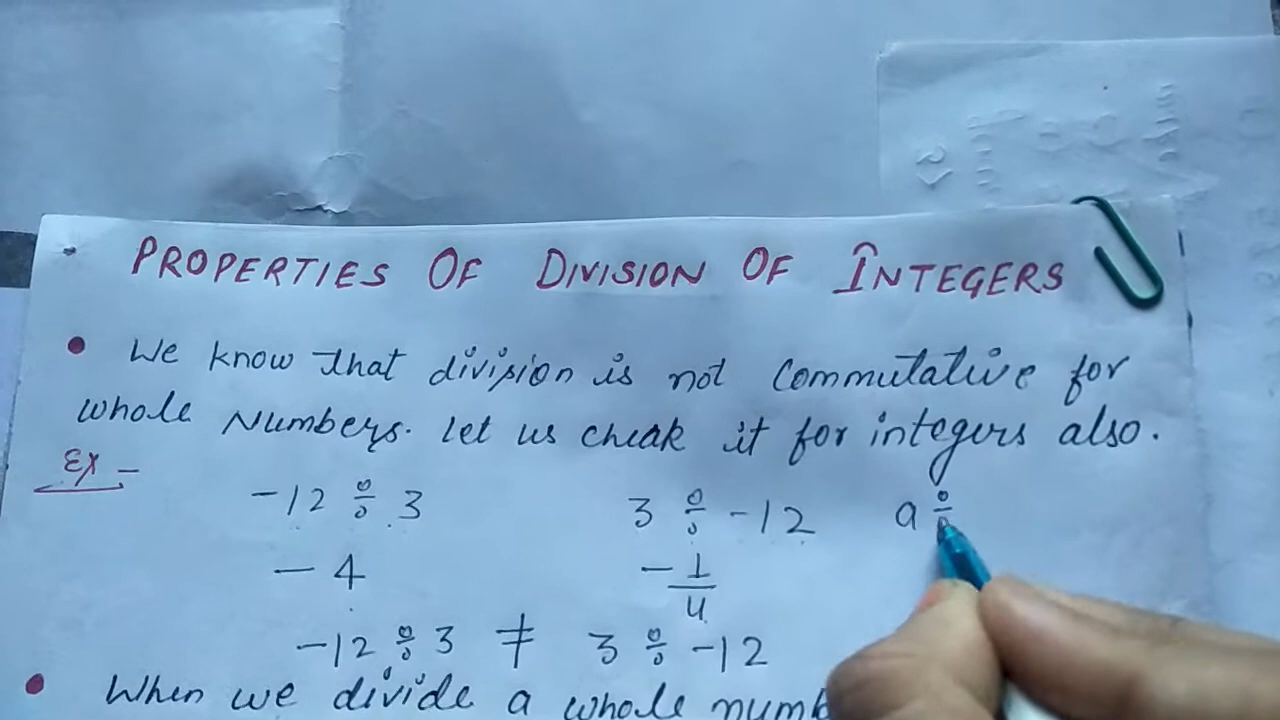 PROPERTIES OF DIVISION OF INTEGERS
• We know that division is not Commutative for
whole Numbers. let us cheak it for integers also.
Ex -
-12 ÷ 3 3 ÷ -12 a ÷
- 4 - 1/4
-12 ÷ 3 ≠ 3 ÷ -12
• When we divide a whole numb